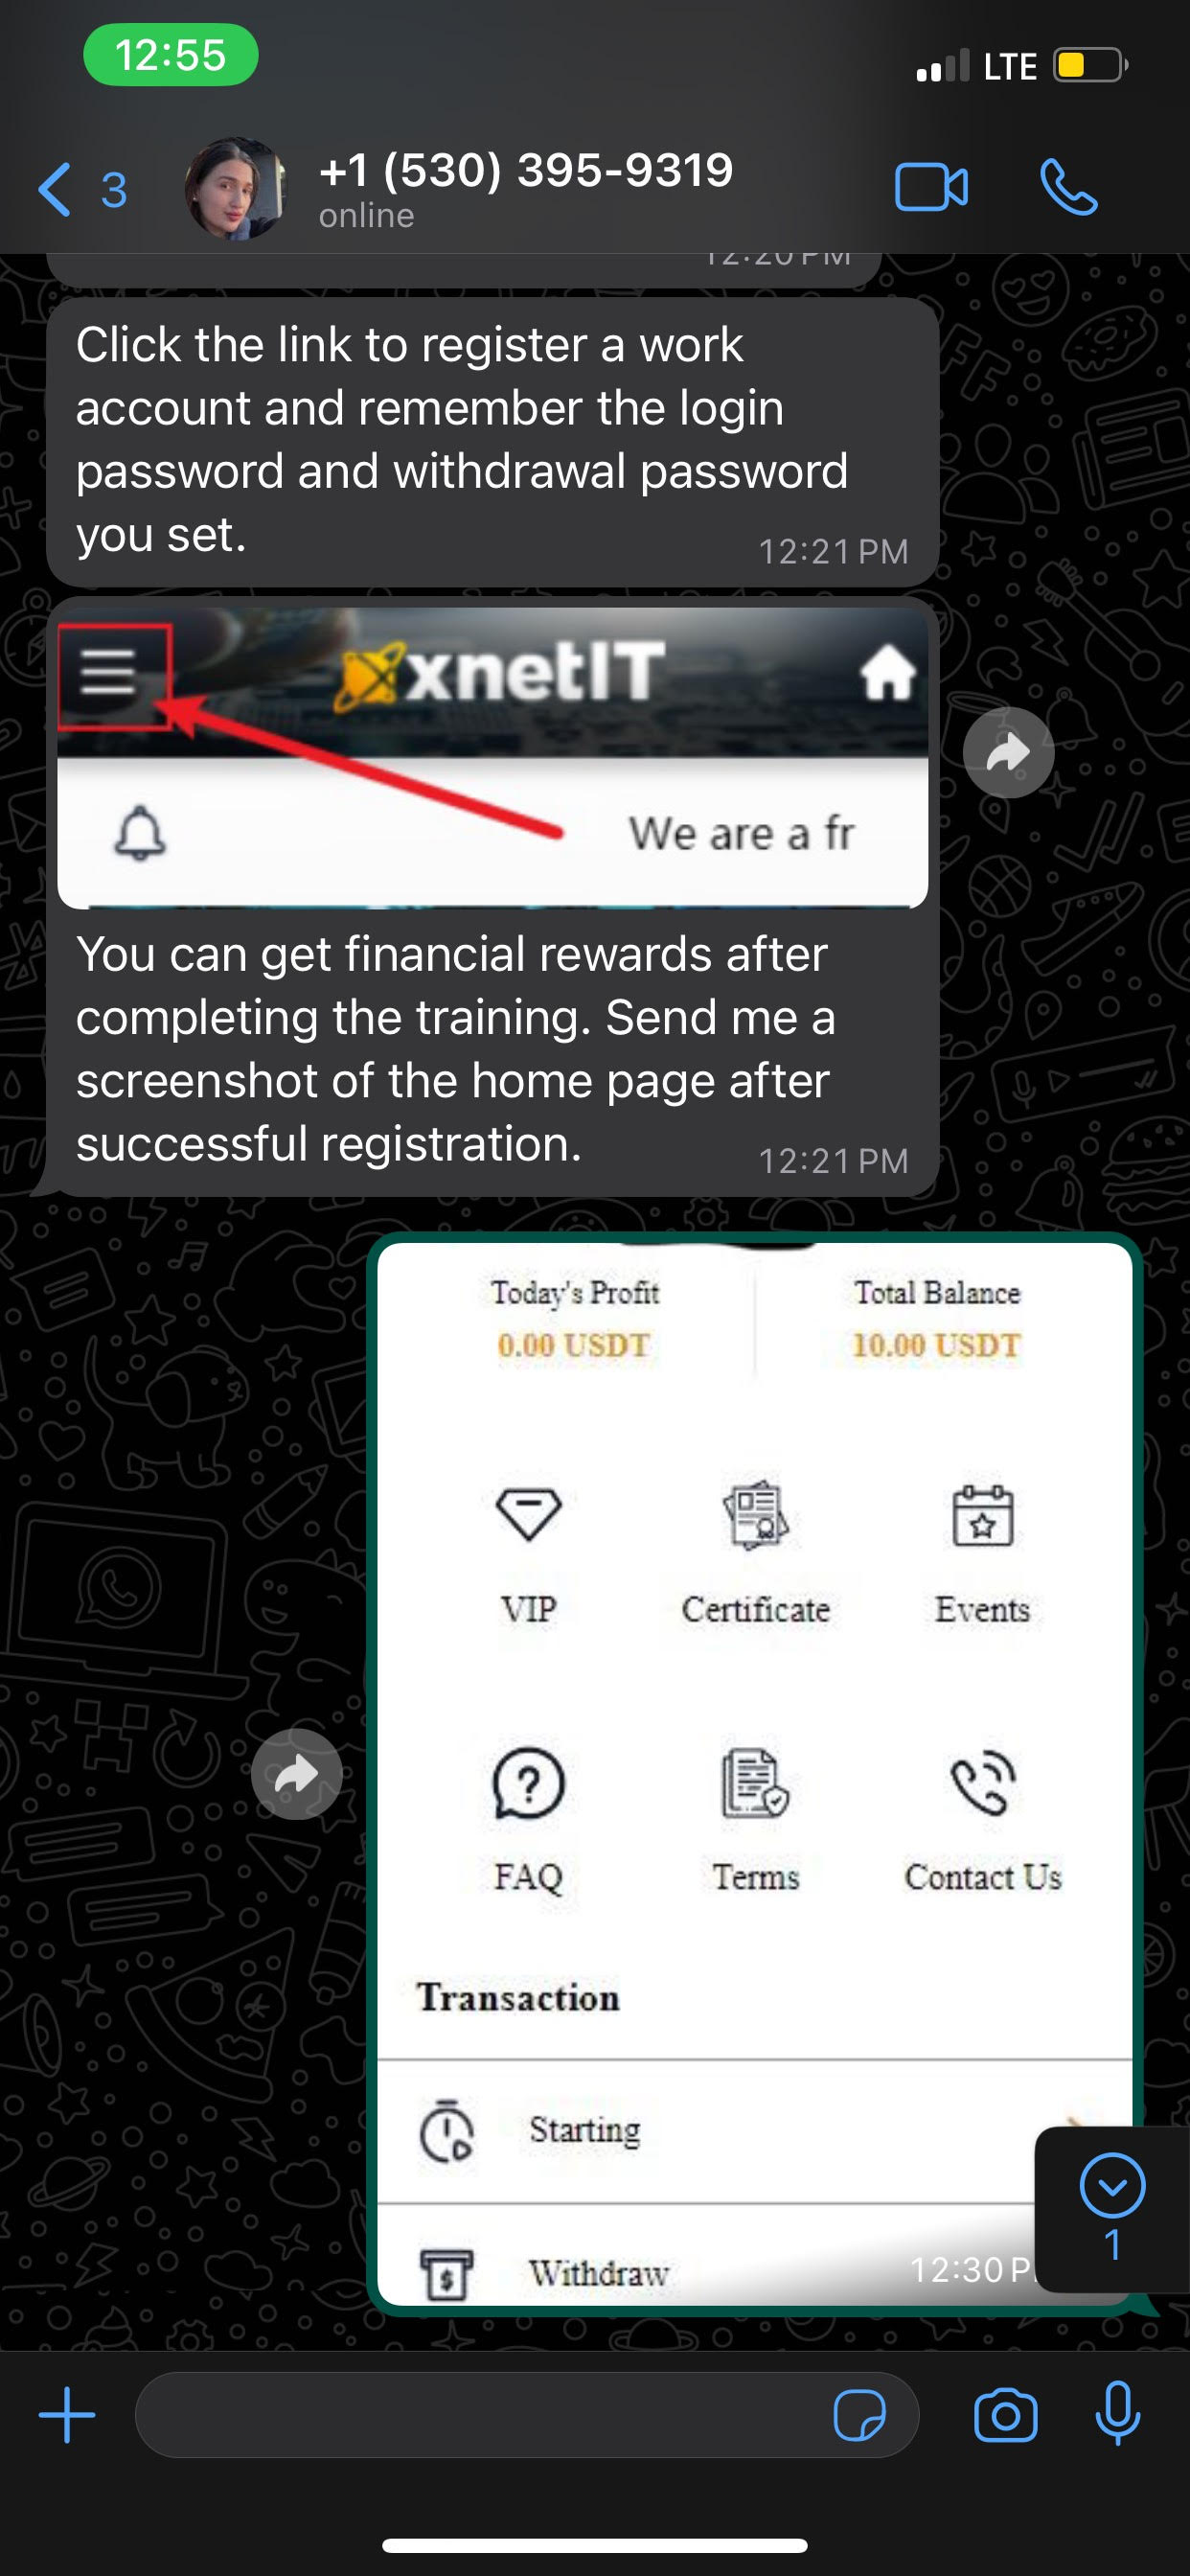 12:55
LTE
3
+1 (530) 395-9319
online
12:20 PM
Click the link to register a work
account and remember the login
password and withdrawal password
you set.
12:21 PM
xnetIT
We are a fr
You can get financial rewards after
completing the training. Send me a
screenshot of the home page after
successful registration.
12:21 PM
Today's Profit
Total Balance
0.00 USDT
10.00 USDT
VIP
Certificate
Events
FAQ
Terms
Contact Us
Transaction
Starting
1
Withdraw
12:30 P